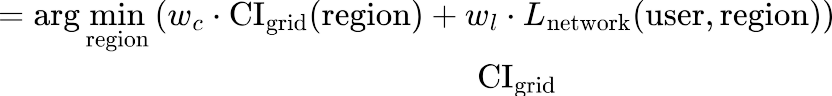 = arg min_region (w_c · CI_grid(region) + w_l · L_network(user, region))
CI_grid